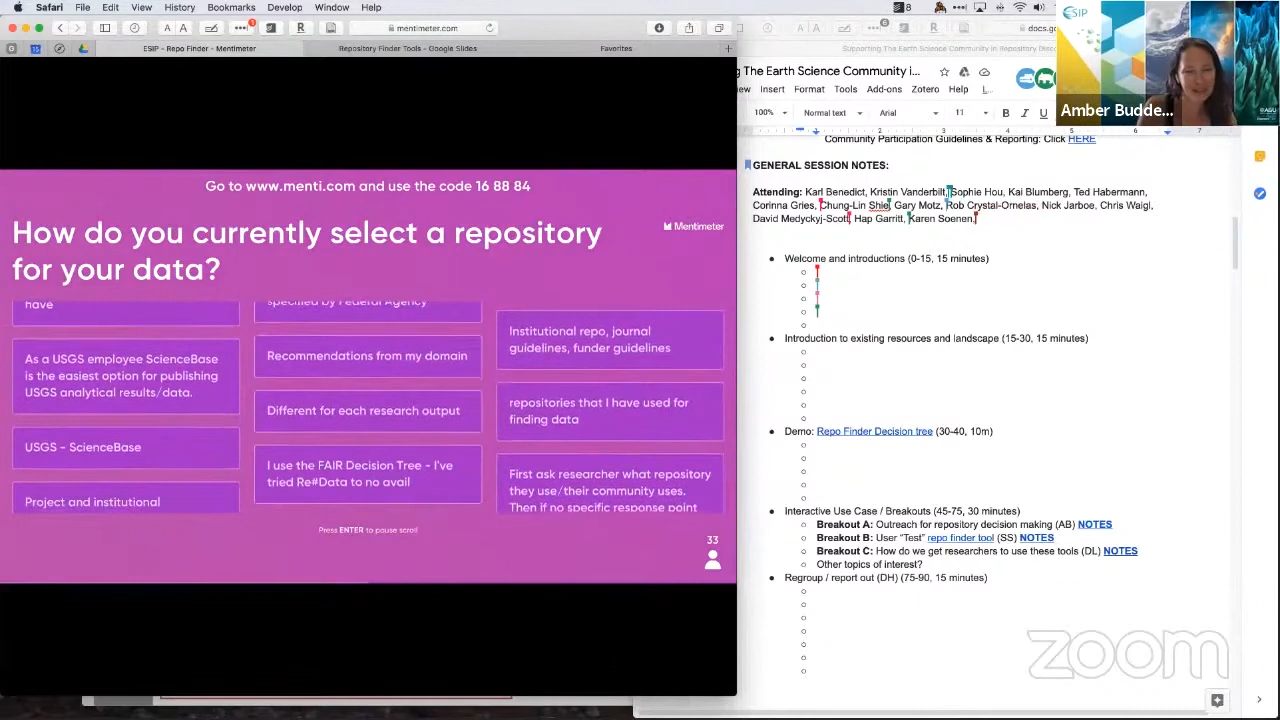 Safari File Edit View History Bookmarks Develop Window Help
mentimeter.com
docs.goo
ESIP - Repo Finder - Mentimeter
Repository Finder Tools - Google Slides
Favorites
Supporting The Earth Science Community in Repository Disco
g The Earth Science Community i...
ew Insert Format Tools Add-ons Zotero Help L...
100% Normal text Arial 11 B I U
2 3 4 5 6 7
ESIP
Amber Budde...
Go to www.menti.com and use the code 16 88 84
How do you currently select a repository
for your data?
Mentimeter
have
As a USGS employee ScienceBase
is the easiest option for publishing
USGS analytical results/data.
USGS - ScienceBase
Project and institutional
specified by Federal Agency
Recommendations from my domain
Different for each research output
I use the FAIR Decision Tree - I've
tried Re#Data to no avail
Institutional repo, journal
guidelines, funder guidelines
repositories that I have used for
finding data
First ask researcher what repository
they use/their community uses.
Then if no specific response point
Press ENTER to pause scroll
33
Community Participation Guidelines & Reporting: Click HERE
GENERAL SESSION NOTES:
Attending: Karl Benedict, Kristin Vanderbilt, Sophie Hou, Kai Blumberg, Ted Habermann,
Corinna Gries, Chung-Lin Shie, Gary Motz, Rob Crystal-Ornelas, Nick Jarboe, Chris Waigl,
David Medyckyj-Scott, Hap Garritt, Karen Soenen,
Welcome and introductions (0-15, 15 minutes)
Introduction to existing resources and landscape (15-30, 15 minutes)
Demo: Repo Finder Decision tree (30-40, 10m)
Interactive Use Case / Breakouts (45-75, 30 minutes)
Breakout A: Outreach for repository decision making (AB) NOTES
Breakout B: User “Test” repo finder tool (SS) NOTES
Breakout C: How do we get researchers to use these tools (DL) NOTES
Other topics of interest?
Regroup / report out (DH) (75-90, 15 minutes)
zoom